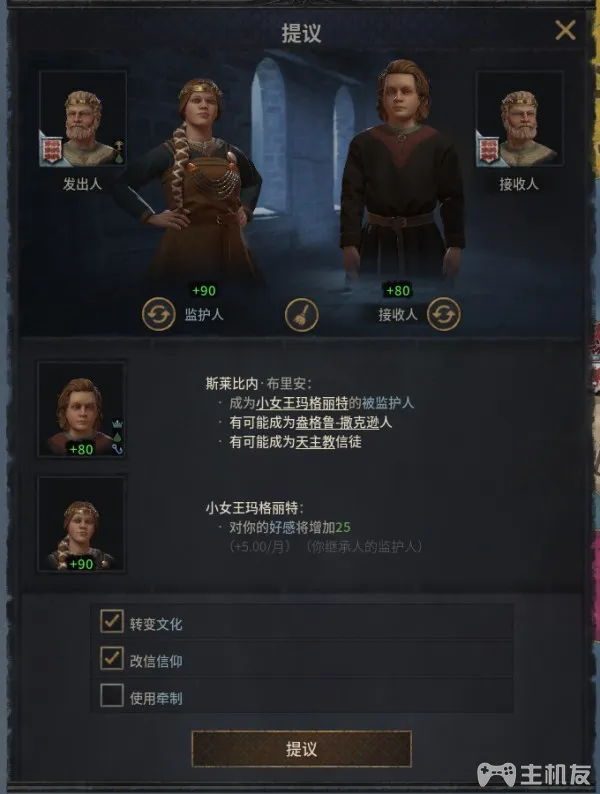 提议
发出人
接收人
+90
+80
监护人
接收人
斯莱比内·布里安:
· 成为小女王玛格丽特的被监护人
· 有可能成为盎格鲁-撒克逊人
· 有可能成为天主教信徒
+80
小女王玛格丽特:
· 对你的好感将增加25
(+5.00/月)(你继承人的监护人)
+90
转变文化
改信信仰
使用牵制
提议
主机友